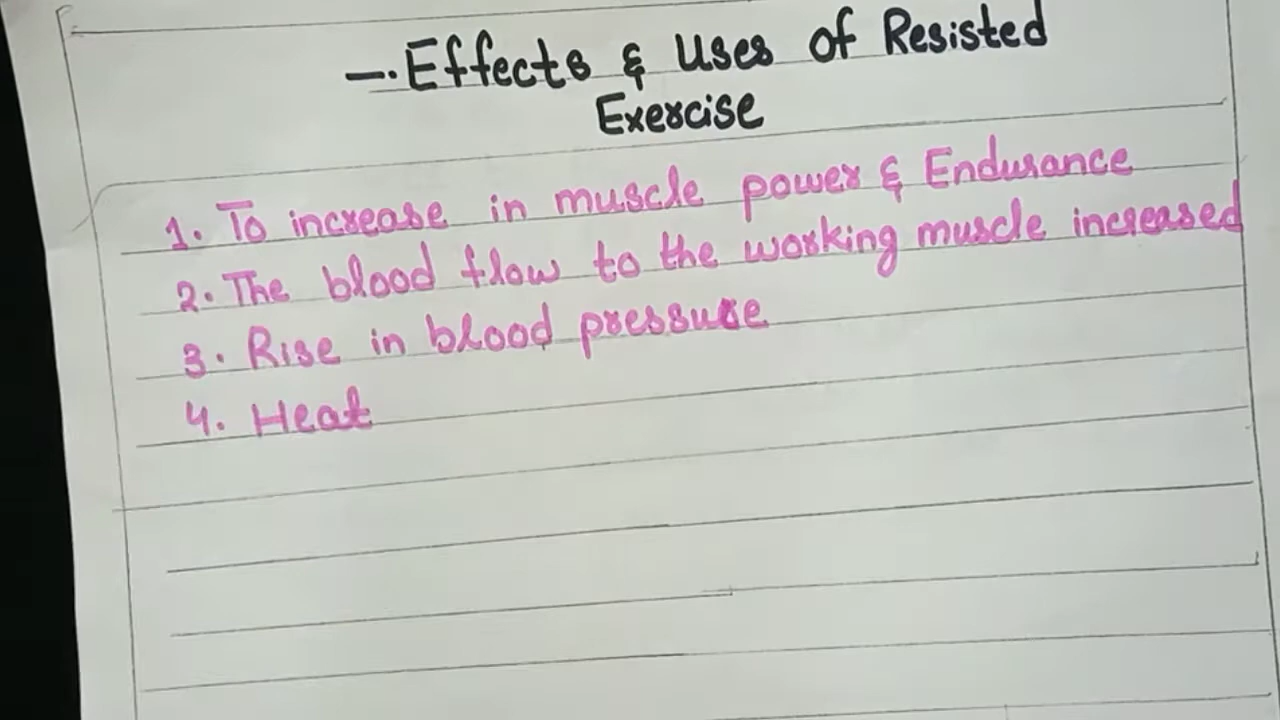 —. Effects & Uses of Resisted
Exercise
1. To increase in muscle power & Endurance
2. The blood flow to the working muscle increased
3. Rise in blood pressure
4. Heat